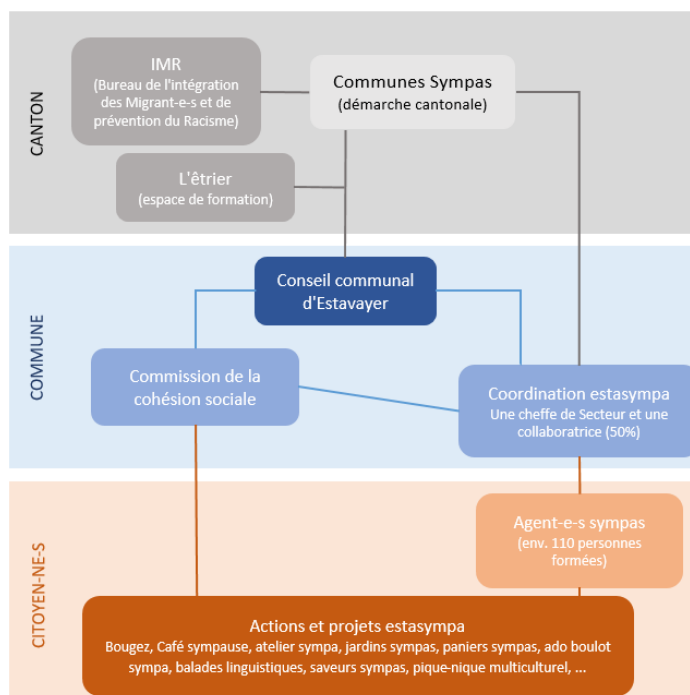 CANTON
IMR
(Bureau de l'intégration
des Migrant-e-s et de
prévention du Racisme)
Communes Sympas
(démarche cantonale)
L'êtrier
(espace de formation)
COMMUNE
Conseil communal
d'Estavayer
Commission de la
cohésion sociale
Coordination estasympa
Une cheffe de Secteur et une
collaboratrice (50%)
CITOYEN-NE-S
Agent-e-s sympas
(env. 110 personnes
formées)
Actions et projets estasympa
Bougez, Café sympause, atelier sympa, jardins sympas, paniers sympas, ado boulot
sympa, balades linguistiques, saveurs sympas, pique-nique multiculturel, ...